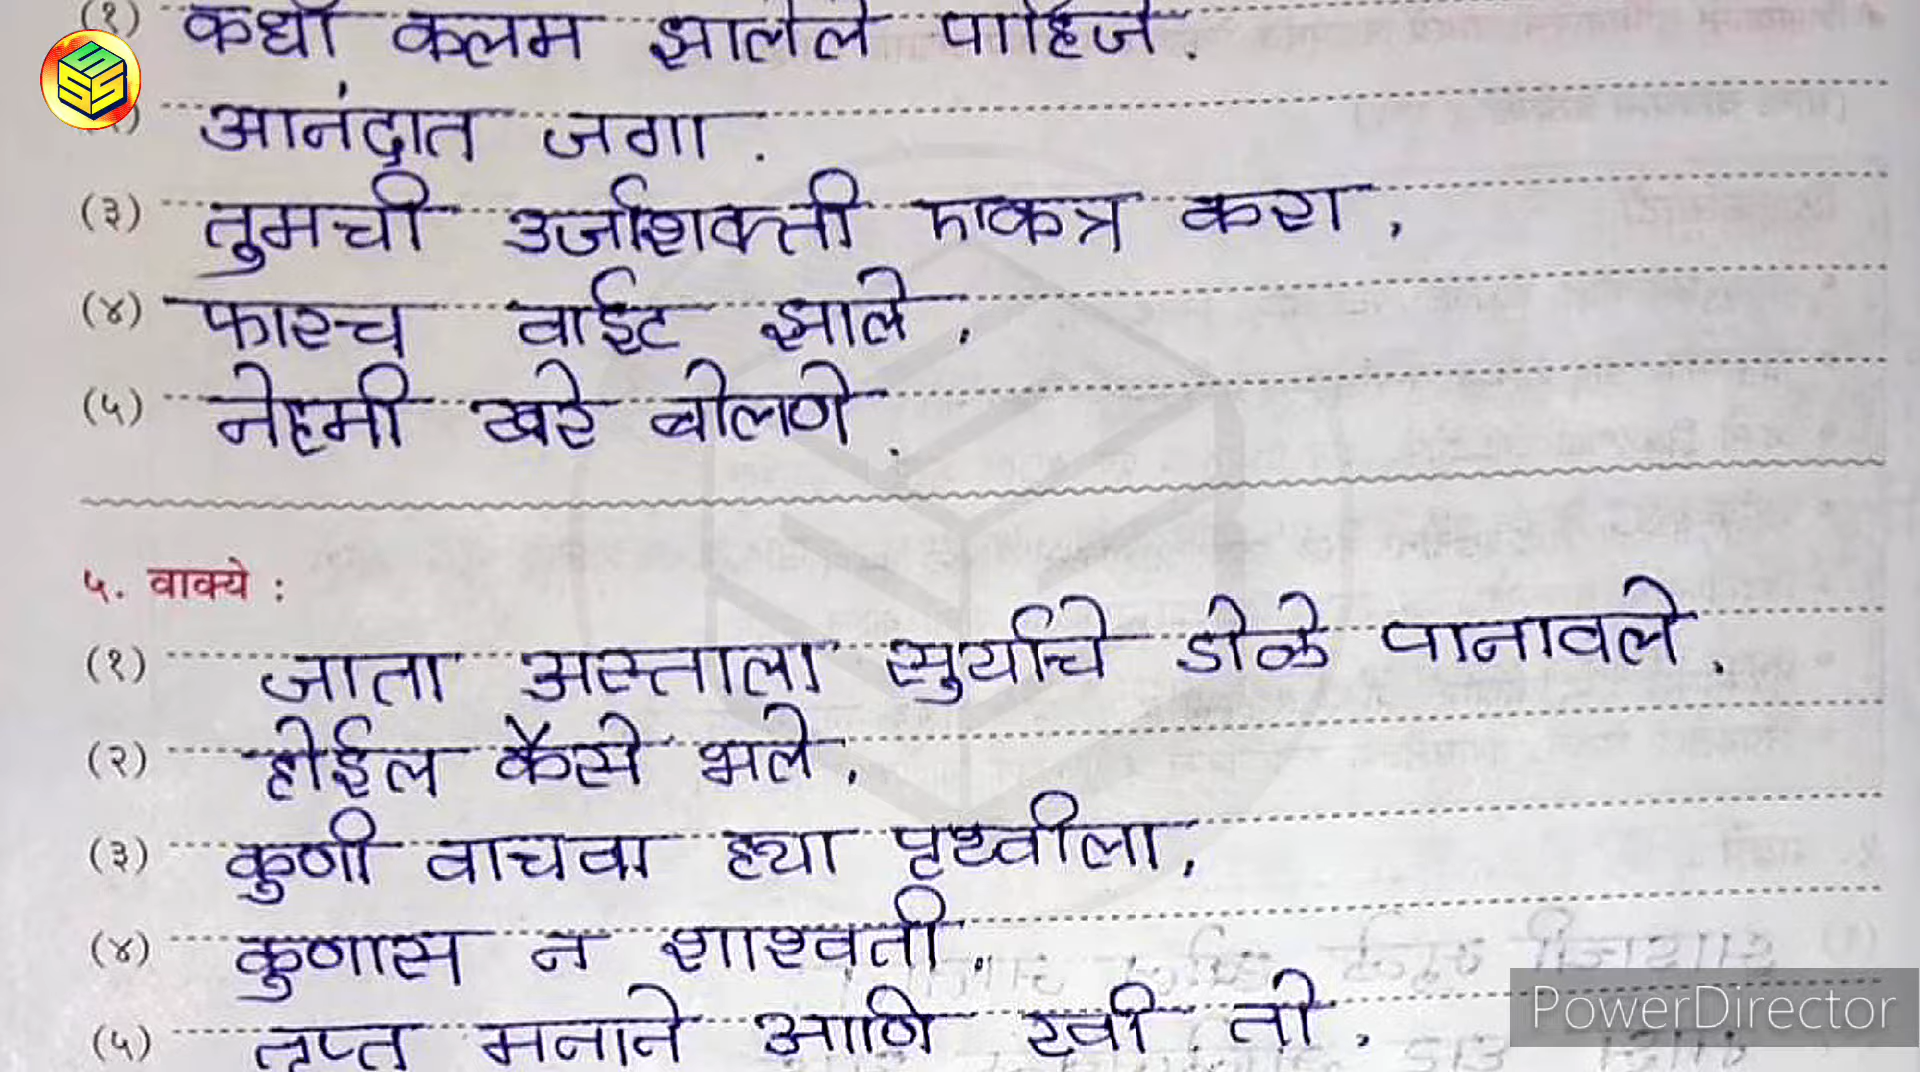 (१) कधी कलम झालेले पाहिजे.
आनंदात जगा.
(३) तुमची उर्जाशक्ती एकत्र करा.
(४) फारच वाईट झाले.
(५) नेहमी खरे बोलणे.
५. वाक्ये :
(१) जाता अस्ताला सुर्याचे डोळे पानावले.
(२) होईल कैसे भले.
(३) कुणी वाचवा ह्या पृथ्वीला.
(४) कुणास न शाश्वती.
(५) तृप्त मनाने आणि रवी तो.
PowerDirector